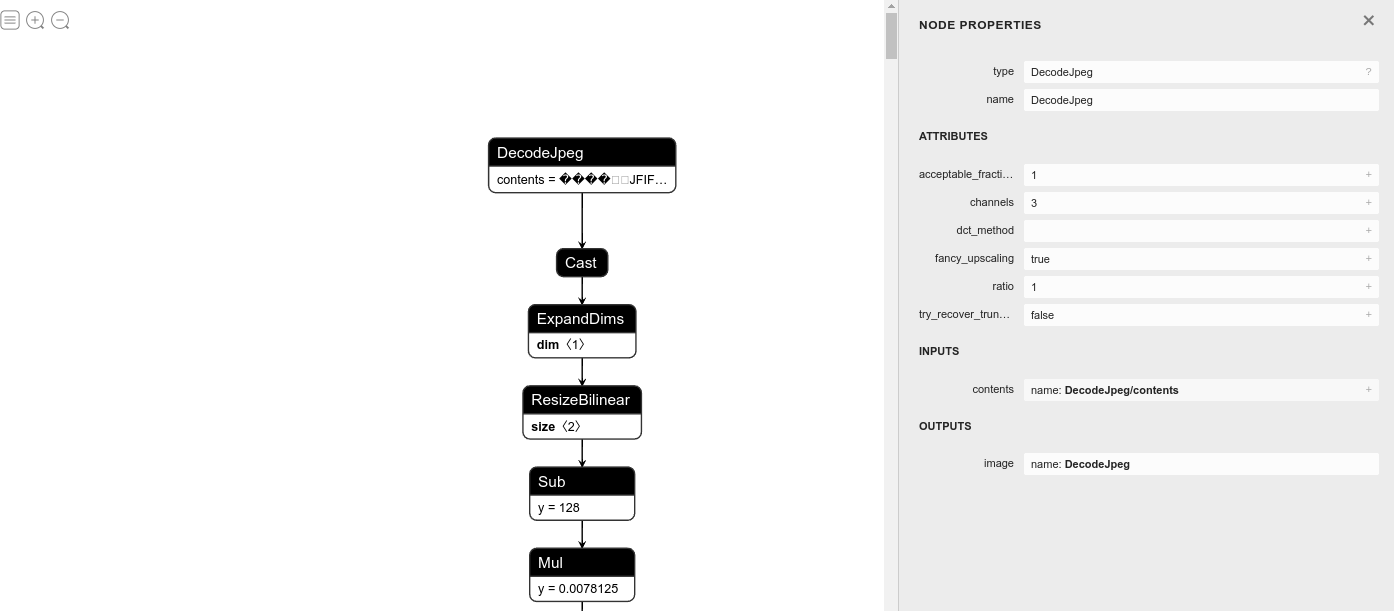 DecodeJpeg
contents = ����□□JFIF…
Cast
ExpandDims
dim 〈1〉
ResizeBilinear
size 〈2〉
Sub
y = 128
Mul
y = 0.0078125
NODE PROPERTIES
type DecodeJpeg ?
name DecodeJpeg
ATTRIBUTES
acceptable_fracti… 1 +
channels 3 +
dct_method +
fancy_upscaling true +
ratio 1 +
try_recover_trun… false +
INPUTS
contents name: DecodeJpeg/contents +
OUTPUTS
image name: DecodeJpeg